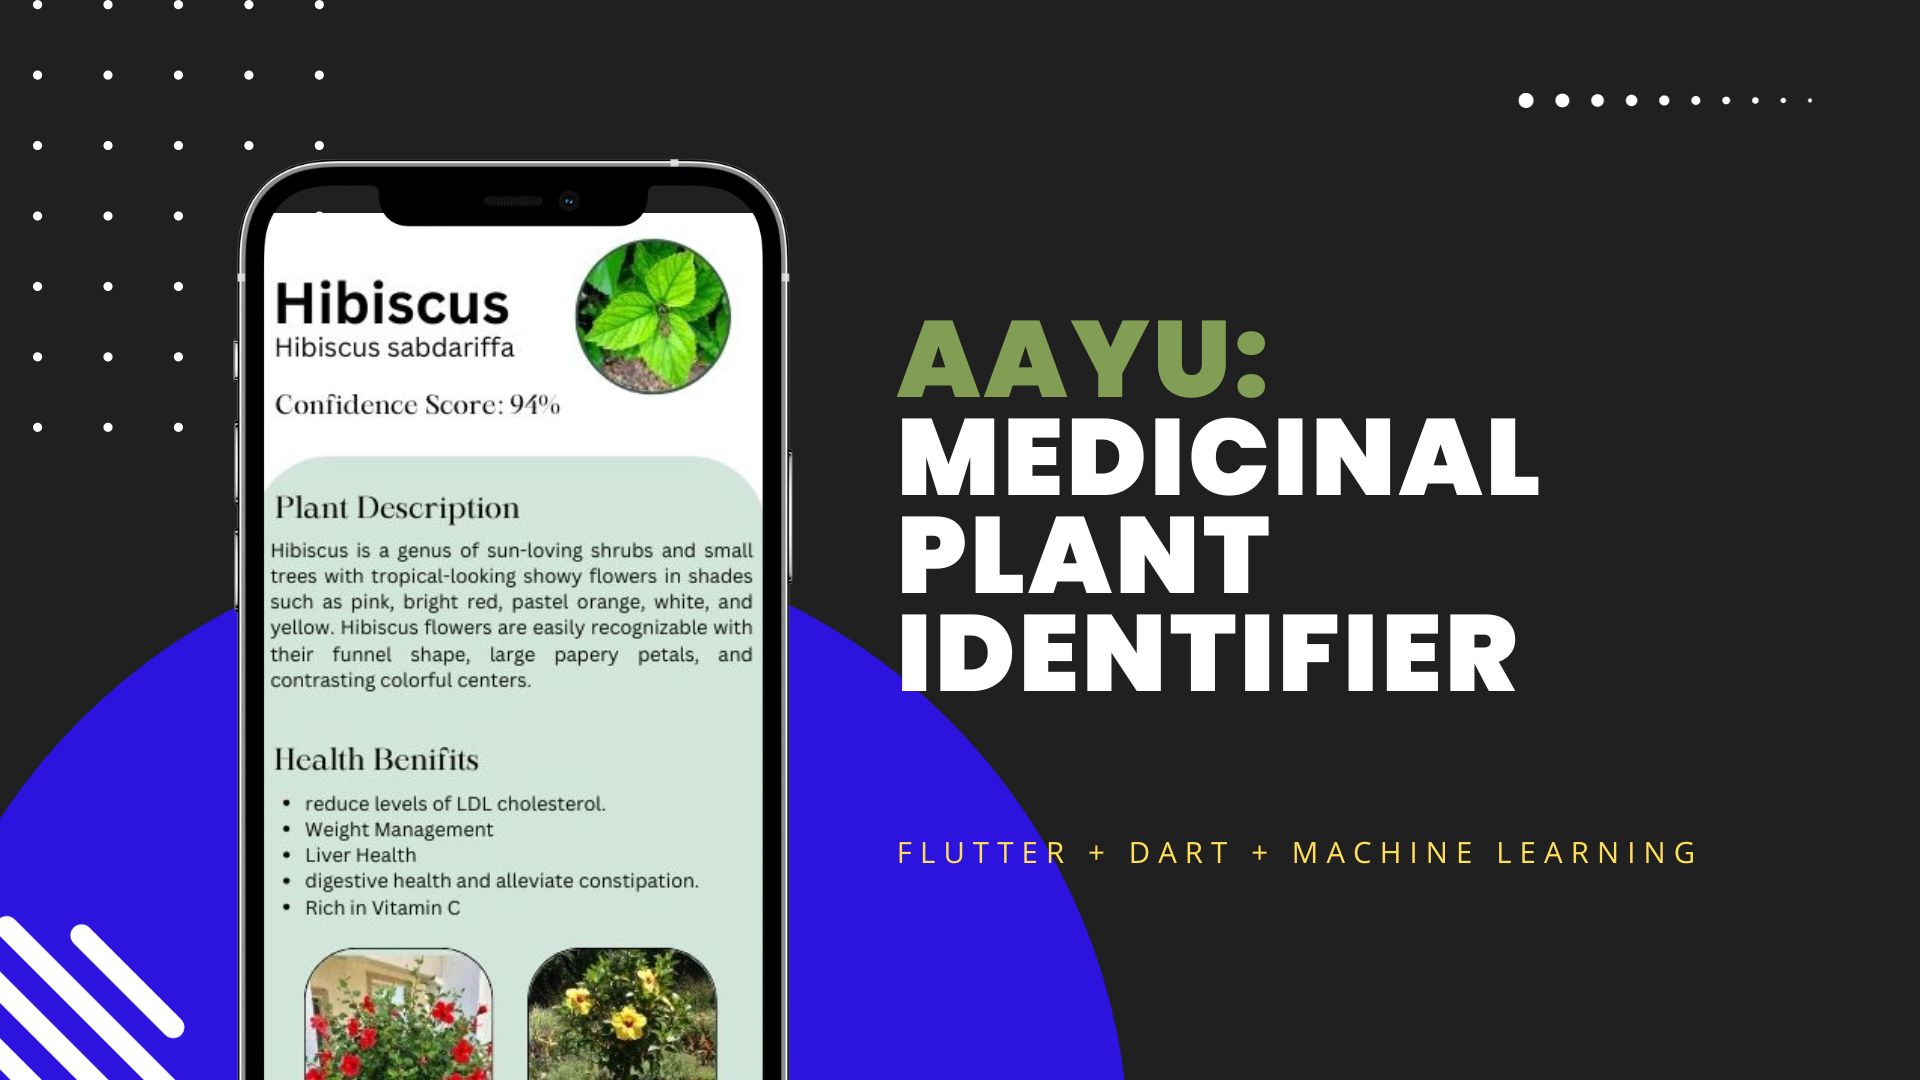 Hibiscus
Hibiscus sabdariffa
Confidence Score: 94%
Plant Description
Hibiscus is a genus of sun-loving shrubs and small
trees with tropical-looking showy flowers in shades
such as pink, bright red, pastel orange, white, and
yellow. Hibiscus flowers are easily recognizable with
their funnel shape, large papery petals, and
contrasting colorful centers.
Health Benifits
• reduce levels of LDL cholesterol.
• Weight Management
• Liver Health
• digestive health and alleviate constipation.
• Rich in Vitamin C
AAYU:
MEDICINAL
PLANT
IDENTIFIER
FLUTTER + DART + MACHINE LEARNING